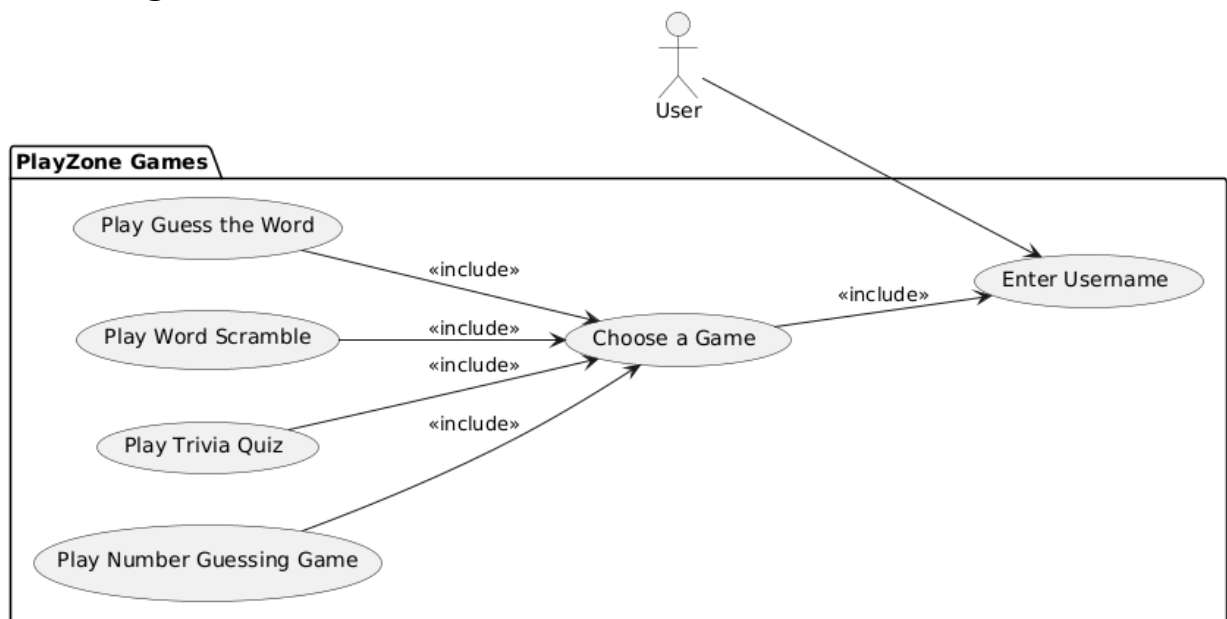 User
PlayZone Games
Play Guess the Word
«include»
Enter Username
«include»
Play Word Scramble
«include»
Choose a Game
«include»
Play Trivia Quiz
«include»
Play Number Guessing Game